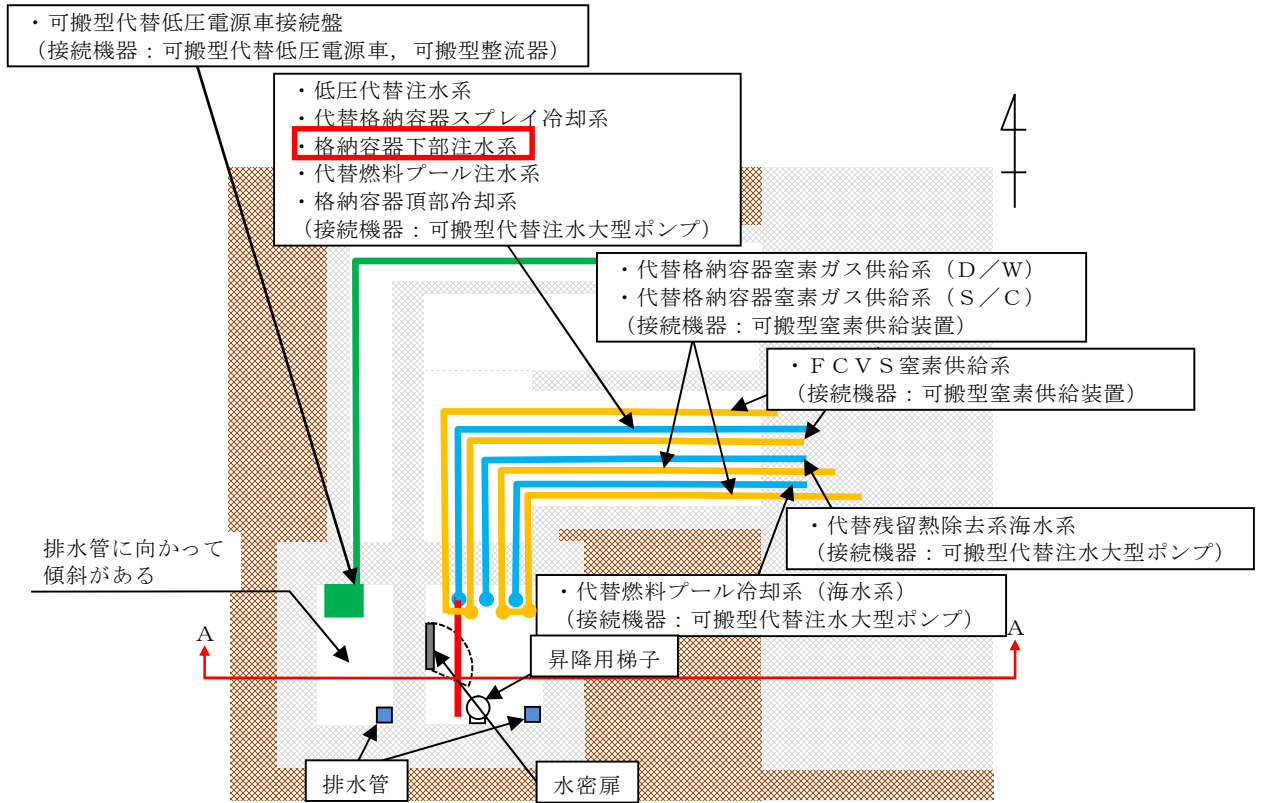 ・可搬型代替低圧電源車接続盤
（接続機器：可搬型代替低圧電源車，可搬型整流器）
・低圧代替注水系
・代替格納容器スプレイ冷却系
・格納容器下部注水系
・代替燃料プール注水系
・格納容器頂部冷却系
（接続機器：可搬型代替注水大型ポンプ）
・代替格納容器窒素ガス供給系（Ｄ／Ｗ）
・代替格納容器窒素ガス供給系（Ｓ／Ｃ）
（接続機器：可搬型窒素供給装置）
・ＦＣＶＳ窒素供給系
（接続機器：可搬型窒素供給装置）
・代替残留熱除去系海水系
（接続機器：可搬型代替注水大型ポンプ）
排水管に向かって
傾斜がある
・代替燃料プール冷却系（海水系）
（接続機器：可搬型代替注水大型ポンプ）
A
A
昇降用梯子
排水管
水密扉